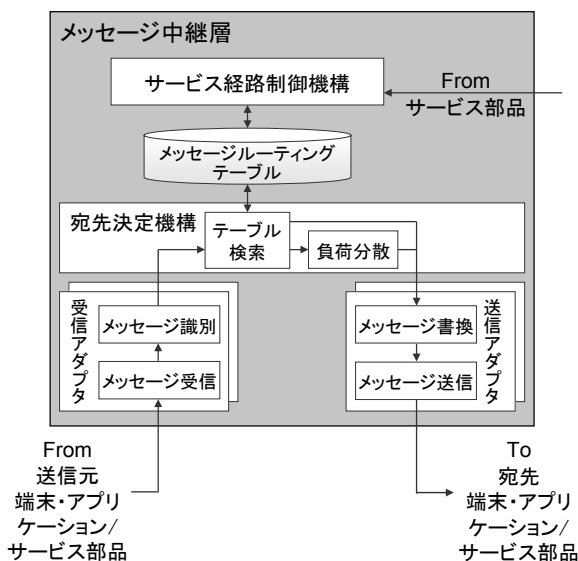 メッセージ中継層
サービス経路制御機構
From
サービス部品
メッセージルーティング
テーブル
宛先決定機構
テーブル
検索
負荷分散
受信アダプタ
メッセージ識別
メッセージ受信
メッセージ書換
メッセージ送信
送信アダプタ
From
送信元
端末・アプリ
ケーション/
サービス部品
To
宛先
端末・アプリ
ケーション/
サービス部品